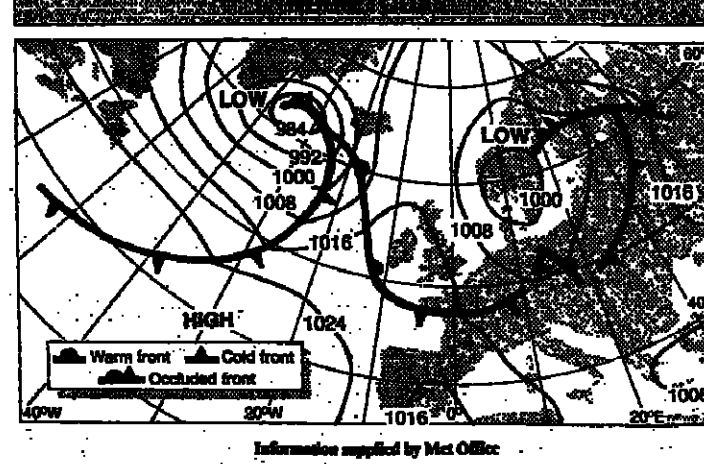 60°
LOW
984
LOW
992
1000
1000
1016
1008
1008
1016
HIGH
1024
40
Warm front Cold front
Occluded front
1008
40°W
20°W
1016
0°
20°E
Information supplied by Met Office